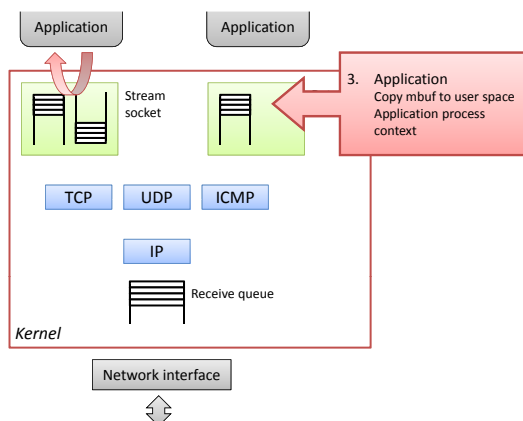 Application
Application
3. Application
Copy mbuf to user space
Application process
context
Stream
socket
TCP
UDP
ICMP
IP
Receive queue
Kernel
Network interface